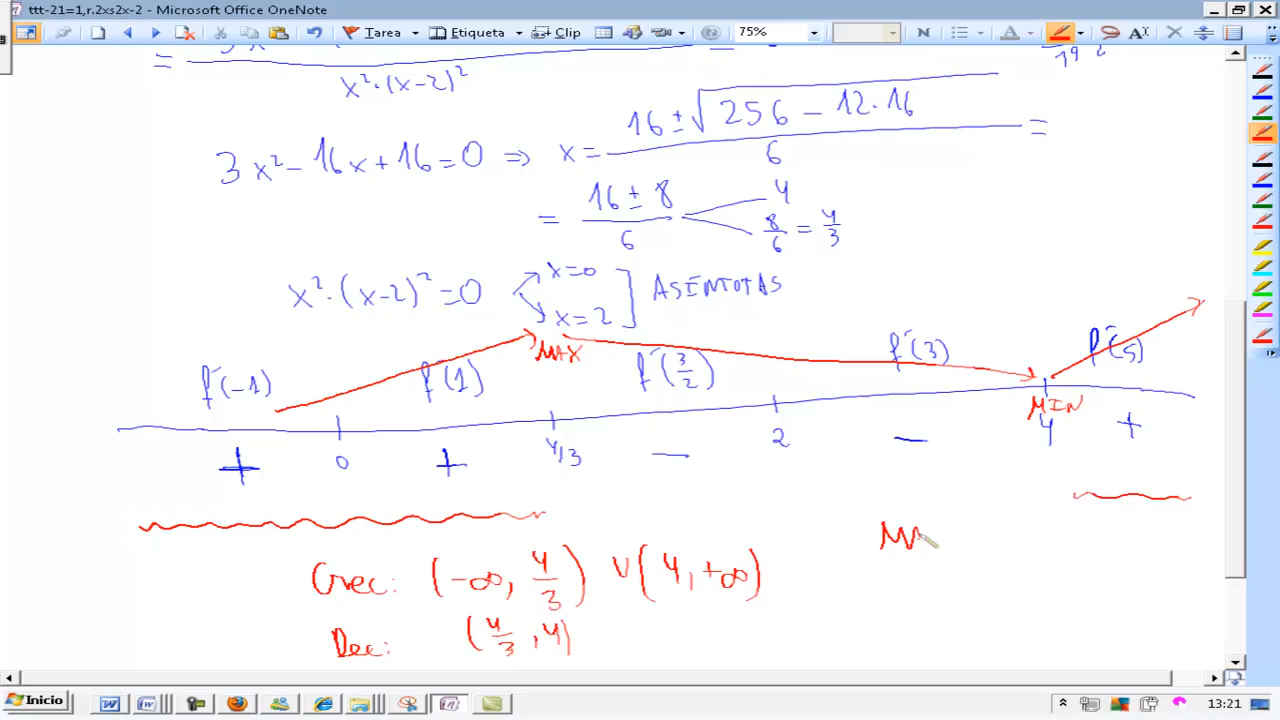 ttt-21=1,r.2xs2x-2 - Microsoft Office OneNote
Tarea Etiqueta Clip 75% N A
=
x²·(x-2)²
3x² - 16x + 16 = 0 ⇒ x = (16 ± √(256 - 12·16)) / 6 =
= (16 ± 8) / 6 4
8/6 = 4/3
x²·(x-2)² = 0 x=0
x=2 ] ASINTOTAS
MAX
f'(-1) f'(1) f'(3/2) f'(3) f'(5)
MIN
+ 0 + 4/3 - 2 - 4 +
MA
Crec: (-∞, 4/3) ∪ (4, +∞)
Dec: (4/3, 4)
Inicio 13:21